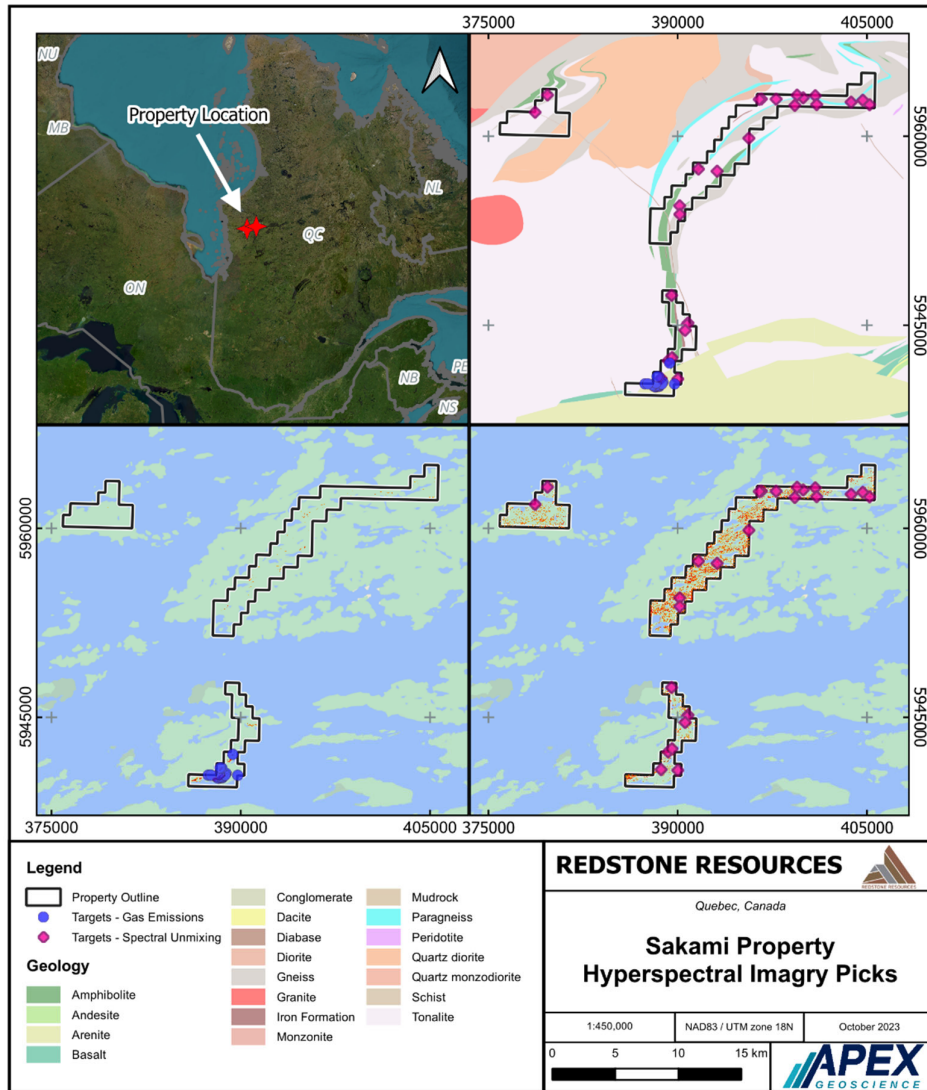 375000
390000
405000
NU
MB
Property Location
NL
QC
ON
NB
PE
NS
5960000
5945000
5960000
5945000
5960000
5945000
375000
390000
405000
375000
390000
405000
Legend
Property Outline
Targets - Gas Emissions
Targets - Spectral Unmixing
Geology
Amphibolite
Andesite
Arenite
Basalt
Conglomerate
Dacite
Diabase
Diorite
Gneiss
Granite
Iron Formation
Monzonite
Mudrock
Paragneiss
Peridotite
Quartz diorite
Quartz monzodiorite
Schist
Tonalite
REDSTONE RESOURCES
REDSTONE RESOURCES
Quebec, Canada
Sakami Property
Hyperspectral Imagry Picks
1:450,000
NAD83 / UTM zone 18N
October 2023
0 5 10 15 km
APEX
GEOSCIENCE